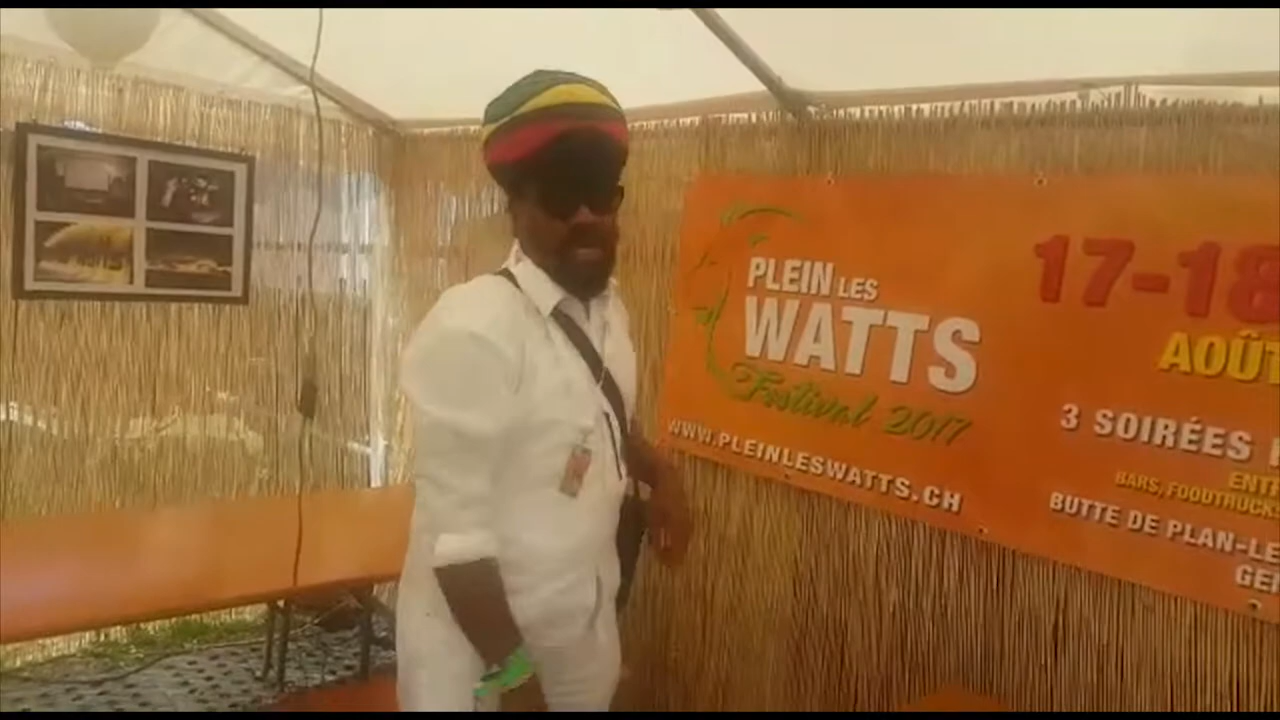 PLEIN LES
WATTS
Festival 2017
WWW.PLEINLESWATTS.CH
17-18
AOÛT
3 SOIRÉES
BARS, FOODTRUCKS
BUTTE DE PLAN-LE